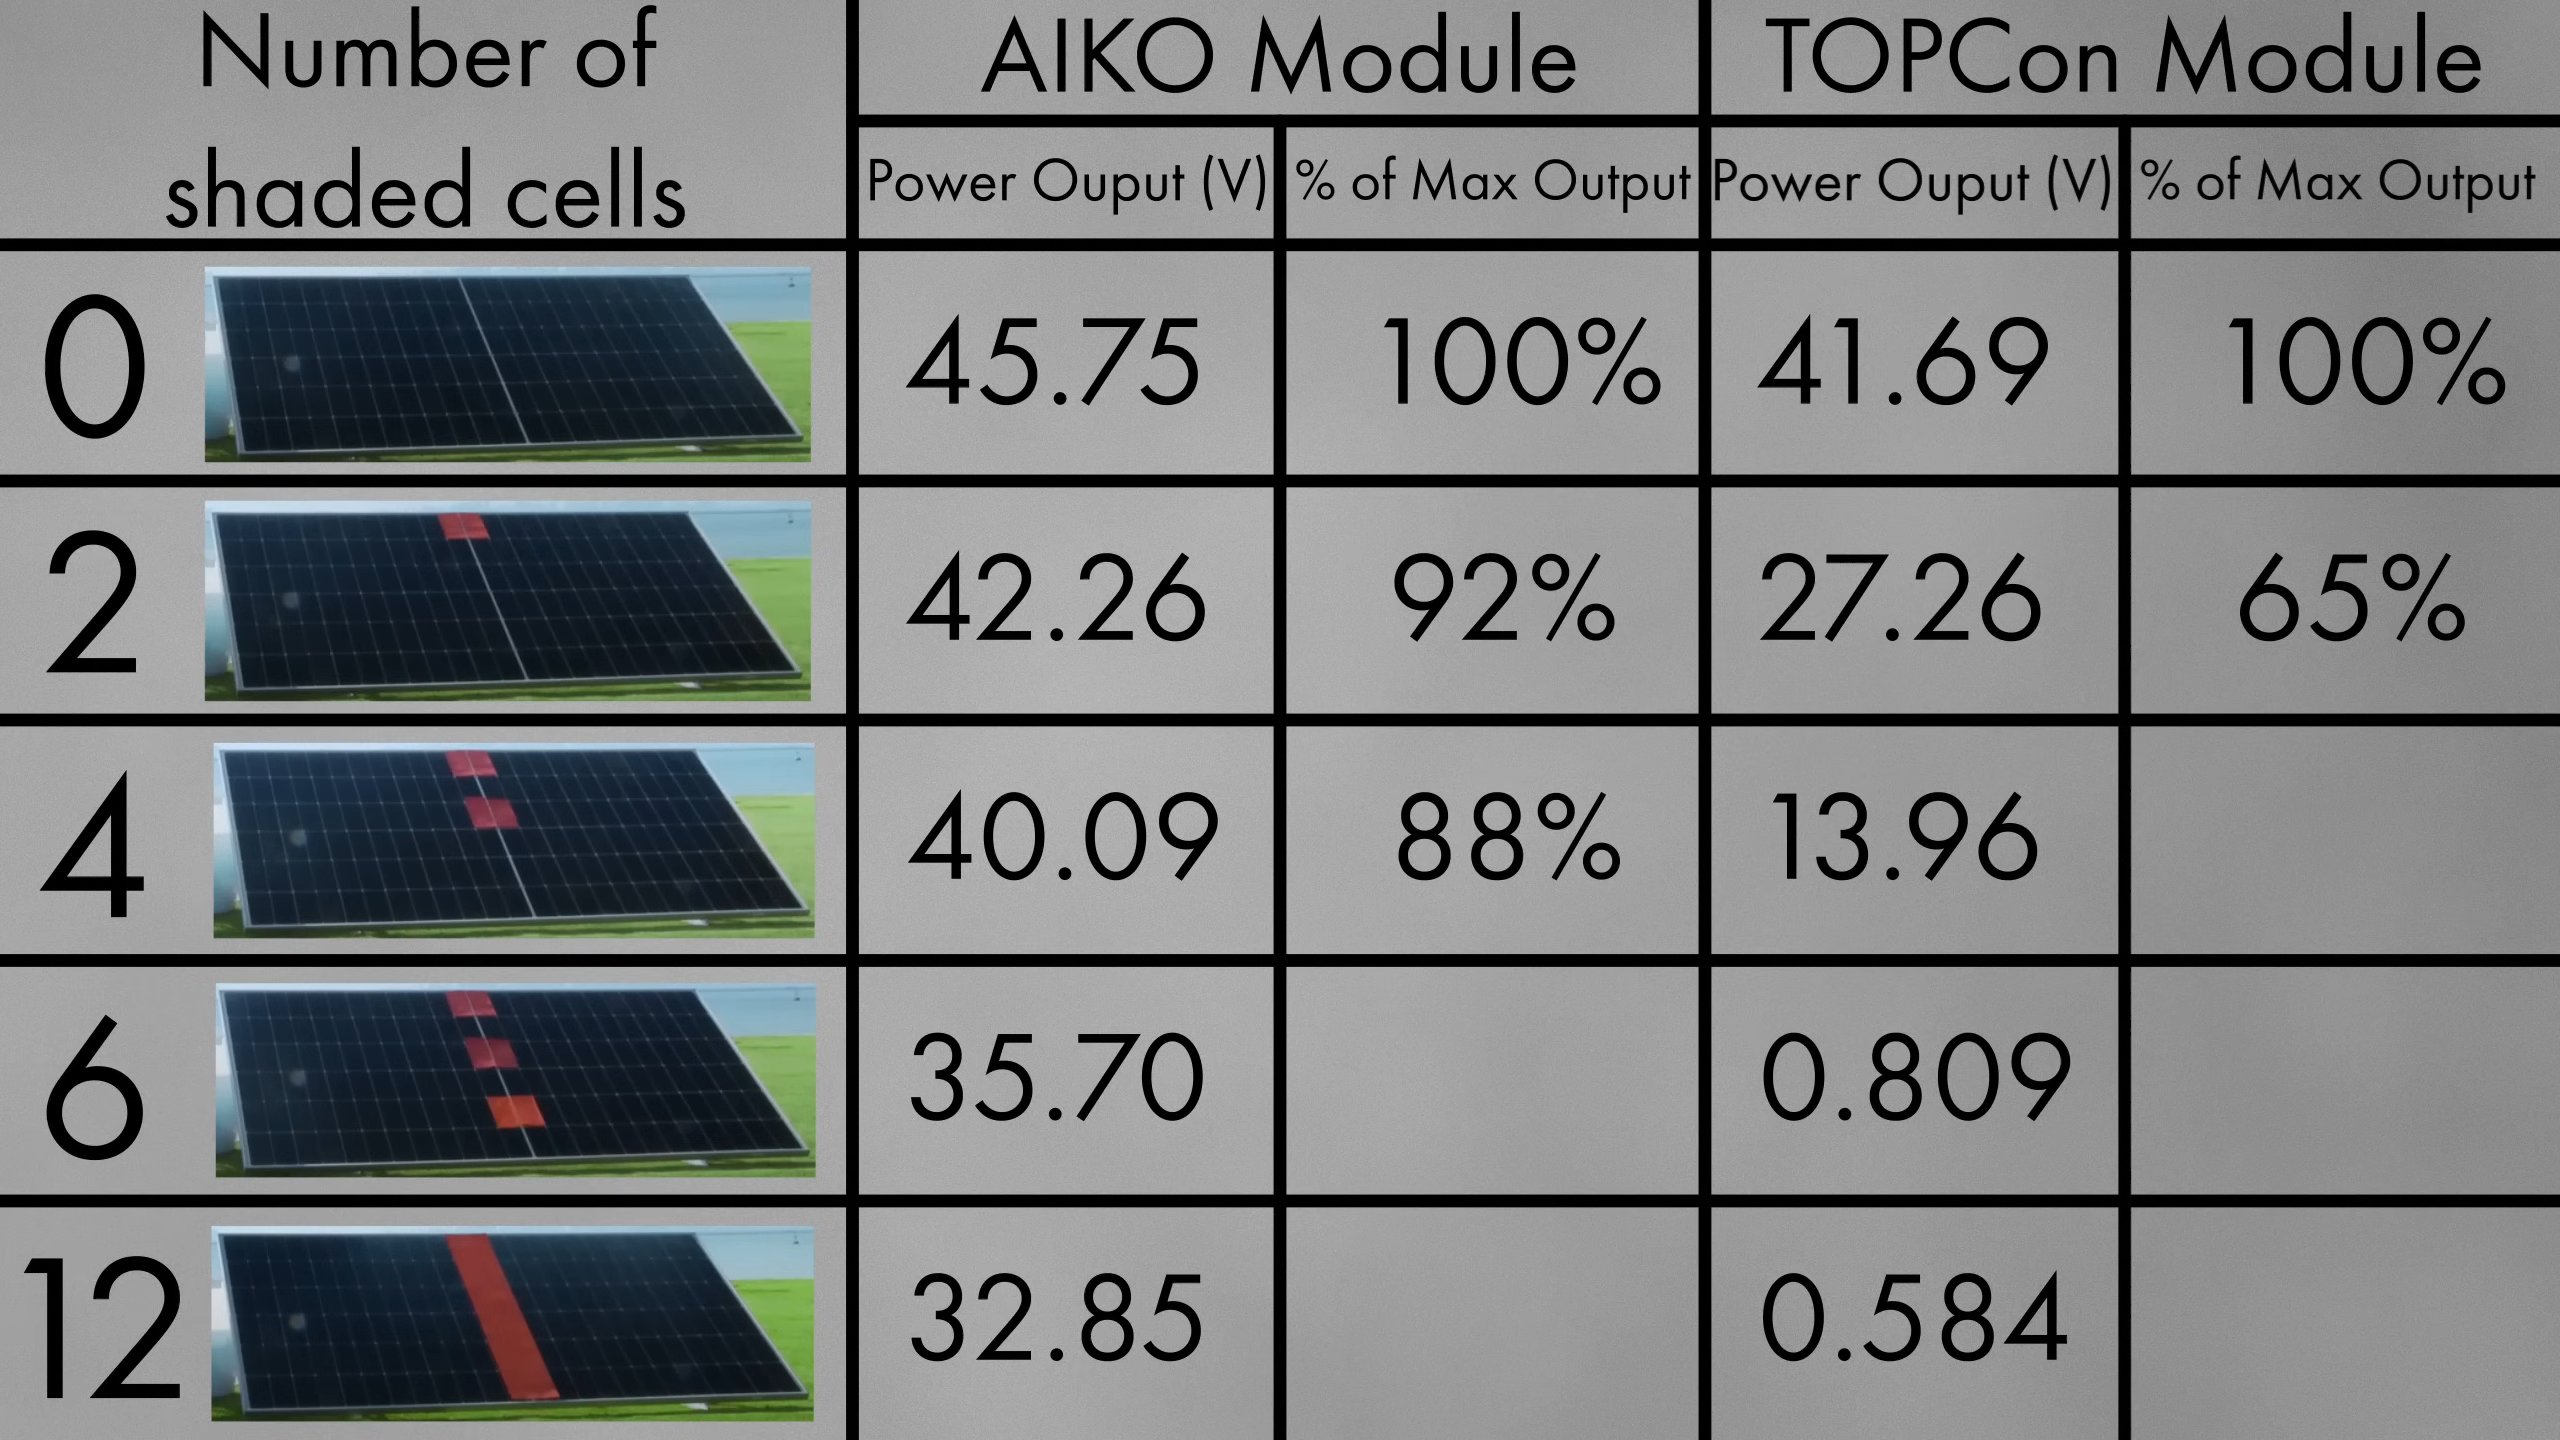 Number of
shaded cells
AIKO Module
TOPCon Module
Power Ouput (V)
% of Max Output
Power Ouput (V)
% of Max Output
0
45.75
100%
41.69
100%
2
42.26
92%
27.26
65%
4
40.09
88%
13.96
6
35.70
0.809
12
32.85
0.584